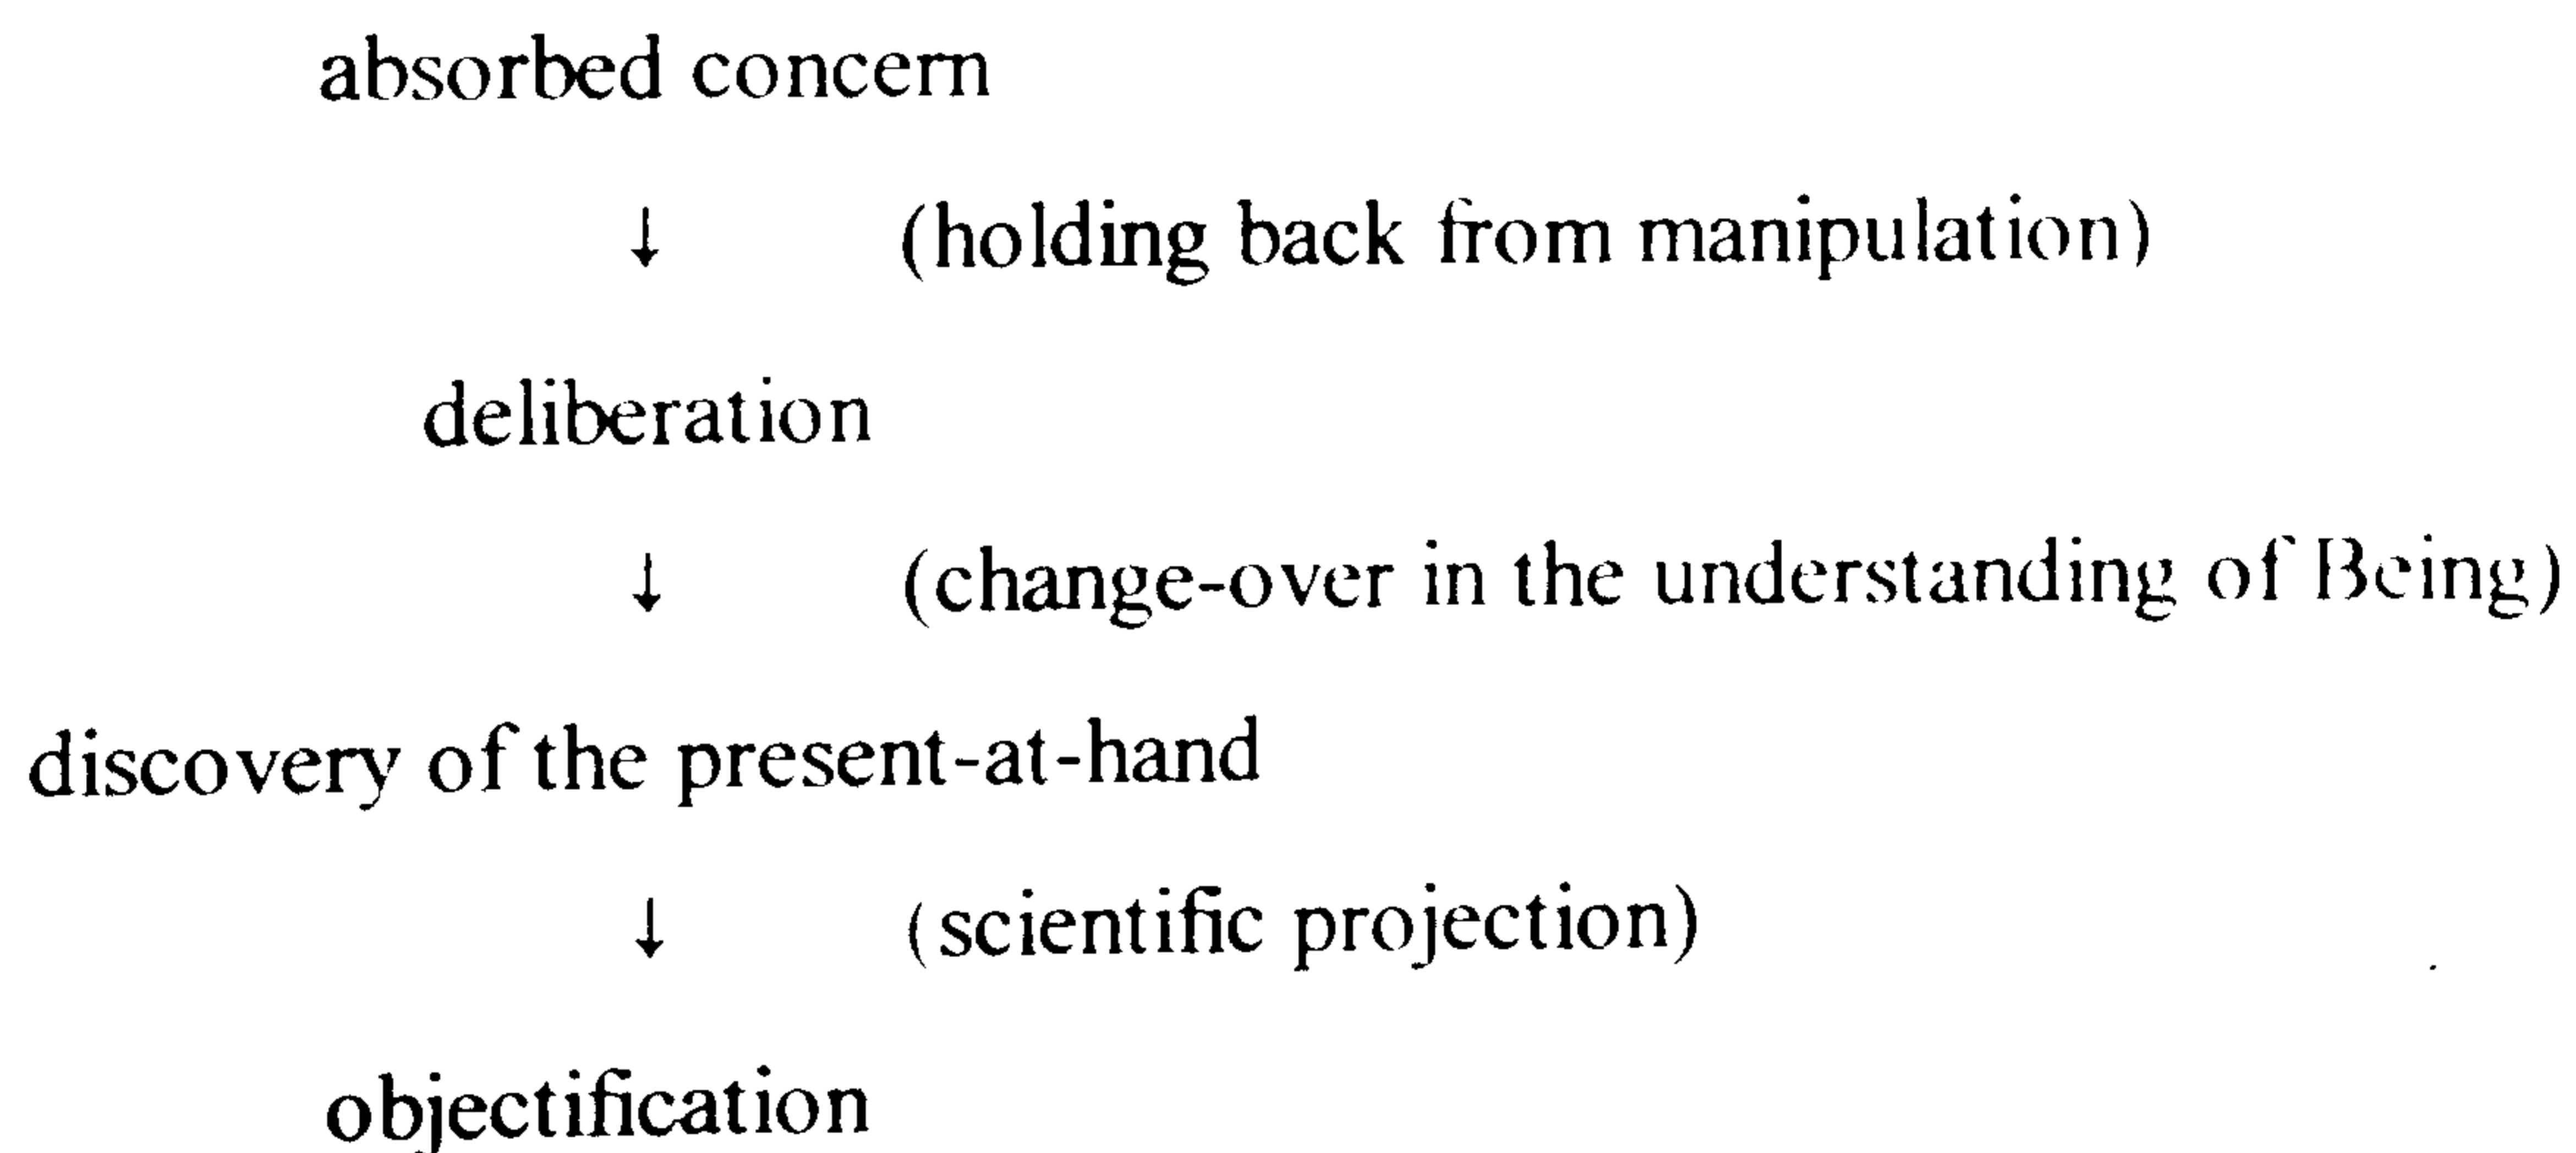 absorbed concern
↓ (holding back from manipulation)
deliberation
↓ (change-over in the understanding of Being)
discovery of the present-at-hand
↓ (scientific projection)
objectification